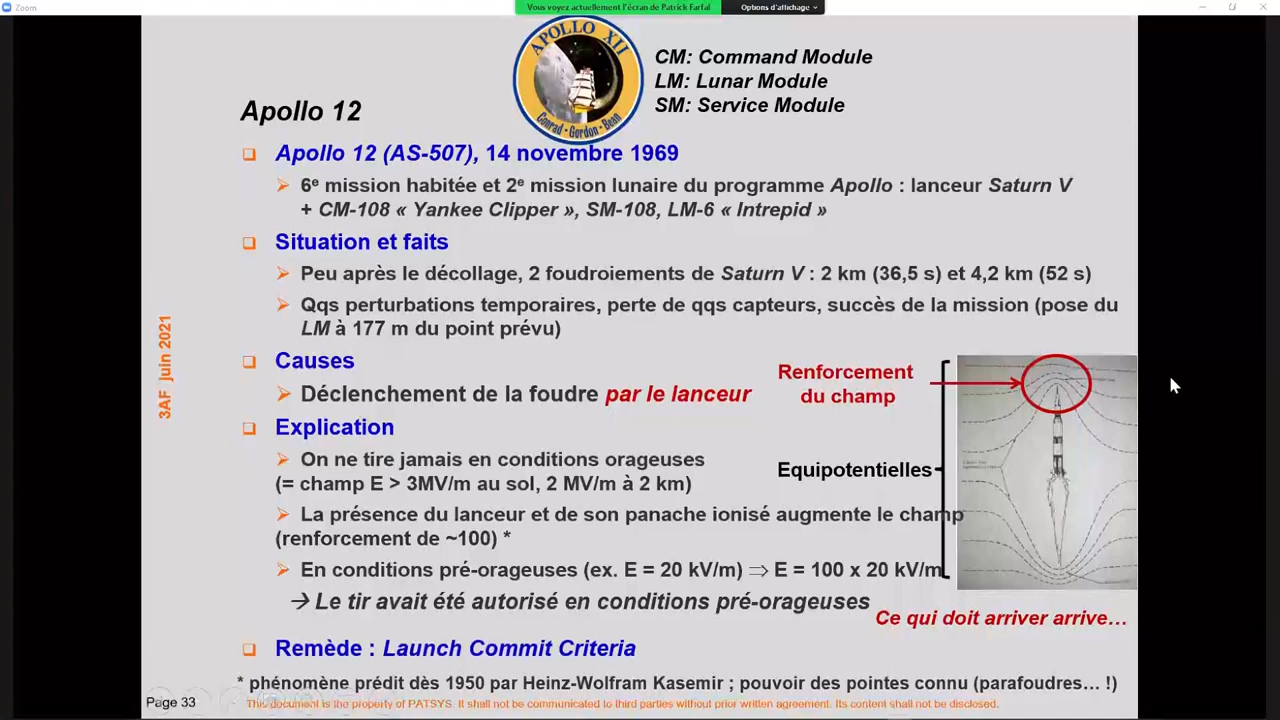 Zoom
Vous voyez actuellement l'écran de Patrick Farfal
Options d'affichage
APOLLO XII
Conrad • Gordon • Bean
CM: Command Module
LM: Lunar Module
SM: Service Module
Apollo 12
Apollo 12 (AS-507), 14 novembre 1969
6e mission habitée et 2e mission lunaire du programme Apollo : lanceur Saturn V
+ CM-108 « Yankee Clipper », SM-108, LM-6 « Intrepid »
Situation et faits
Peu après le décollage, 2 foudroiements de Saturn V : 2 km (36,5 s) et 4,2 km (52 s)
Qqs perturbations temporaires, perte de qqs capteurs, succès de la mission (pose du
LM à 177 m du point prévu)
Causes
Déclenchement de la foudre par le lanceur
Renforcement
du champ
Explication
On ne tire jamais en conditions orageuses
(= champ E > 3MV/m au sol, 2 MV/m à 2 km)
Equipotentielles
La présence du lanceur et de son panache ionisé augmente le champ
(renforcement de ~100) *
En conditions pré-orageuses (ex. E = 20 kV/m) ⇒ E = 100 x 20 kV/m
→ Le tir avait été autorisé en conditions pré-orageuses
Ce qui doit arriver arrive…
Remède : Launch Commit Criteria
* phénomène prédit dès 1950 par Heinz-Wolfram Kasemir ; pouvoir des pointes connu (parafoudres… !)
3AF juin 2021
Page 33
This document is the property of PATSYS. It shall not be communicated to third parties without prior written agreement. Its content shall not be disclosed.